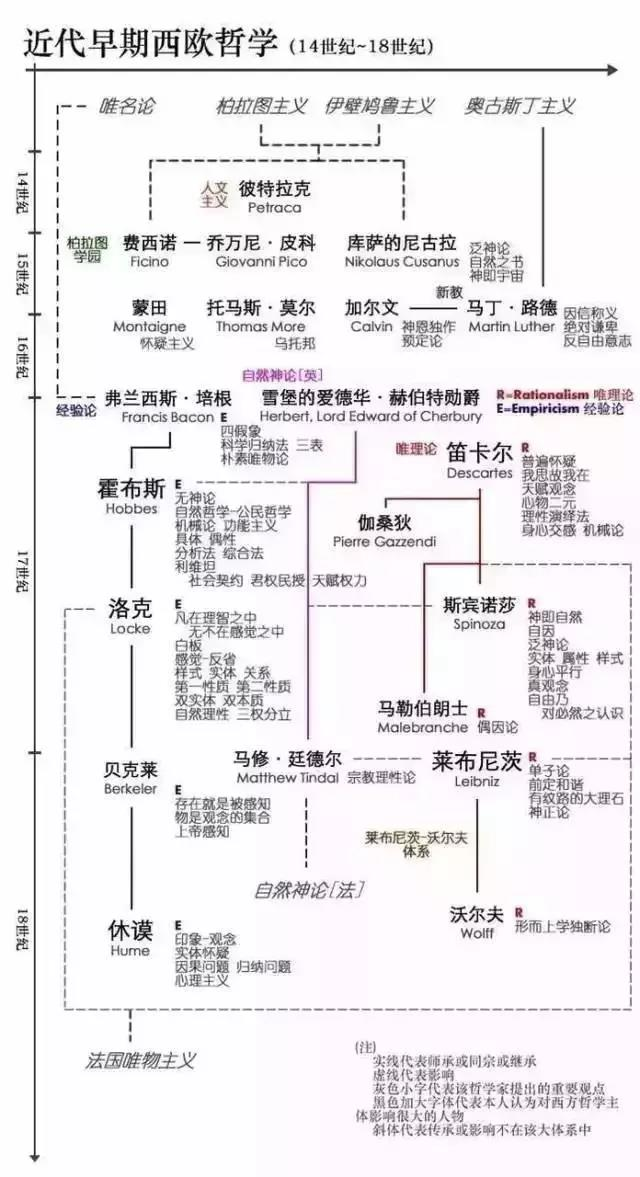 近代早期西欧哲学 (14世纪~18世纪)
唯名论
柏拉图主义
伊壁鸠鲁主义
奥古斯丁主义
14世纪
人文
主义
彼特拉克
Petraca
15世纪
柏拉图
学园
费西诺
Ficino
乔万尼·皮科
Giovanni Pico
库萨的尼古拉
Nikolaus Cusanus
泛神论
自然之书
神即宇宙
16世纪
蒙田
Montaigne
怀疑主义
托马斯·莫尔
Thomas More
乌托邦
加尔文
Calvin
神恩独作
预定论
新教
马丁·路德
Martin Luther
因信称义
绝对谦卑
反自由意志
经验论
弗兰西斯·培根
Francis Bacon
E
四假象
科学归纳法 三表
朴素唯物论
自然神论[英]
雪堡的爱德华·赫伯特勋爵
Herbert, Lord Edward of Cherbury
R=Rationalism 唯理论
E=Empiricism 经验论
17世纪
霍布斯
Hobbes
E
无神论
自然哲学-公民哲学
机械论 功能主义
具体 偶性
分析法 综合法
利维坦
社会契约 君权民授 天赋权力
唯理论
笛卡尔
Descartes
R
普遍怀疑
我思故我在
天赋观念
心物二元
理性演绎法
身心交感 机械论
伽桑狄
Pierre Gazzendi
洛克
Locke
E
凡在理智之中
无不在感觉之中
白板
感觉-反省
样式 实体 关系
第一性质 第二性质
双实体 双本质
自然理性 三权分立
斯宾诺莎
Spinoza
R
神即自然
自因
泛神论
实体 属性 样式
身心平行
真观念
自由乃
对必然之认识
马勒伯朗士
Malebranche
R
偶因论
18世纪
贝克莱
Berkeler
E
存在就是被感知
物是观念的集合
上帝感知
马修·廷德尔
Matthew Tindal
宗教理性论
莱布尼茨
Leibniz
R
单子论
前定和谐
有纹路的大理石
神正论
莱布尼茨-沃尔夫
体系
自然神论[法]
休谟
Hume
E
印象-观念
实体怀疑
因果问题 归纳问题
心理主义
沃尔夫
Wolff
R
形而上学独断论
法国唯物主义
(注)
实线代表师承或同宗或继承
虚线代表影响
灰色小字代表该哲学家提出的重要观点
黑色加大字体代表本人认为对西方哲学主
体影响很大的人物
斜体代表传承或影响不在该大体系中